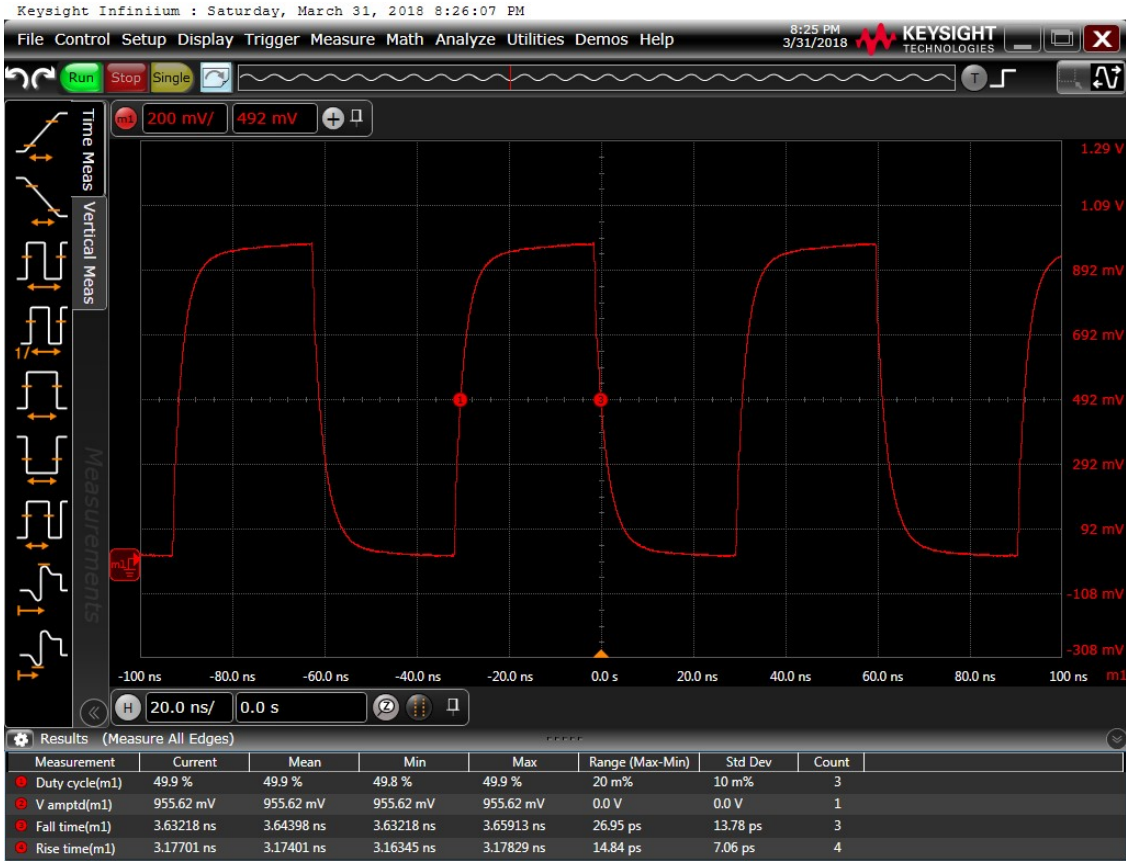 Keysight Infiniium : Saturday, March 31, 2018 8:26:07 PM
File Control Setup Display Trigger Measure Math Analyze Utilities Demos Help
8:25 PM
3/31/2018
KEYSIGHT
TECHNOLOGIES
X
Run Stop Single T
Time Meas
Vertical Meas
Measurements
1/
m1 200 mV/ 492 mV +
1.29 V
1.09 V
892 mV
692 mV
492 mV
292 mV
92 mV
-108 mV
-308 mV
1 3
m1
-100 ns -80.0 ns -60.0 ns -40.0 ns -20.0 ns 0.0 s 20.0 ns 40.0 ns 60.0 ns 80.0 ns 100 ns m1
H 20.0 ns/ 0.0 s Z
Results (Measure All Edges)
Measurement Current Mean Min Max Range (Max-Min) Std Dev Count
1 Duty cycle(m1) 49.9 % 49.9 % 49.8 % 49.9 % 20 m% 10 m% 3
2 V amptd(m1) 955.62 mV 955.62 mV 955.62 mV 955.62 mV 0.0 V 0.0 V 1
3 Fall time(m1) 3.63218 ns 3.64398 ns 3.63218 ns 3.65913 ns 26.95 ps 13.78 ps 3
4 Rise time(m1) 3.17701 ns 3.17401 ns 3.16345 ns 3.17829 ns 14.84 ps 7.06 ps 4